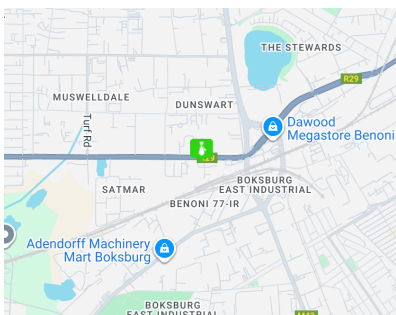 THE STEWARDS
R29
MUSWELLDALE
DUNSWART
Turf Rd
Dawood
Megastore Benoni
SATMAR
BOKSBURG
EAST INDUSTRIAL
BENONI 77-IR
Adendorff Machinery
Mart Boksburg
BOKSBURG
EAST INDUSTRIAL